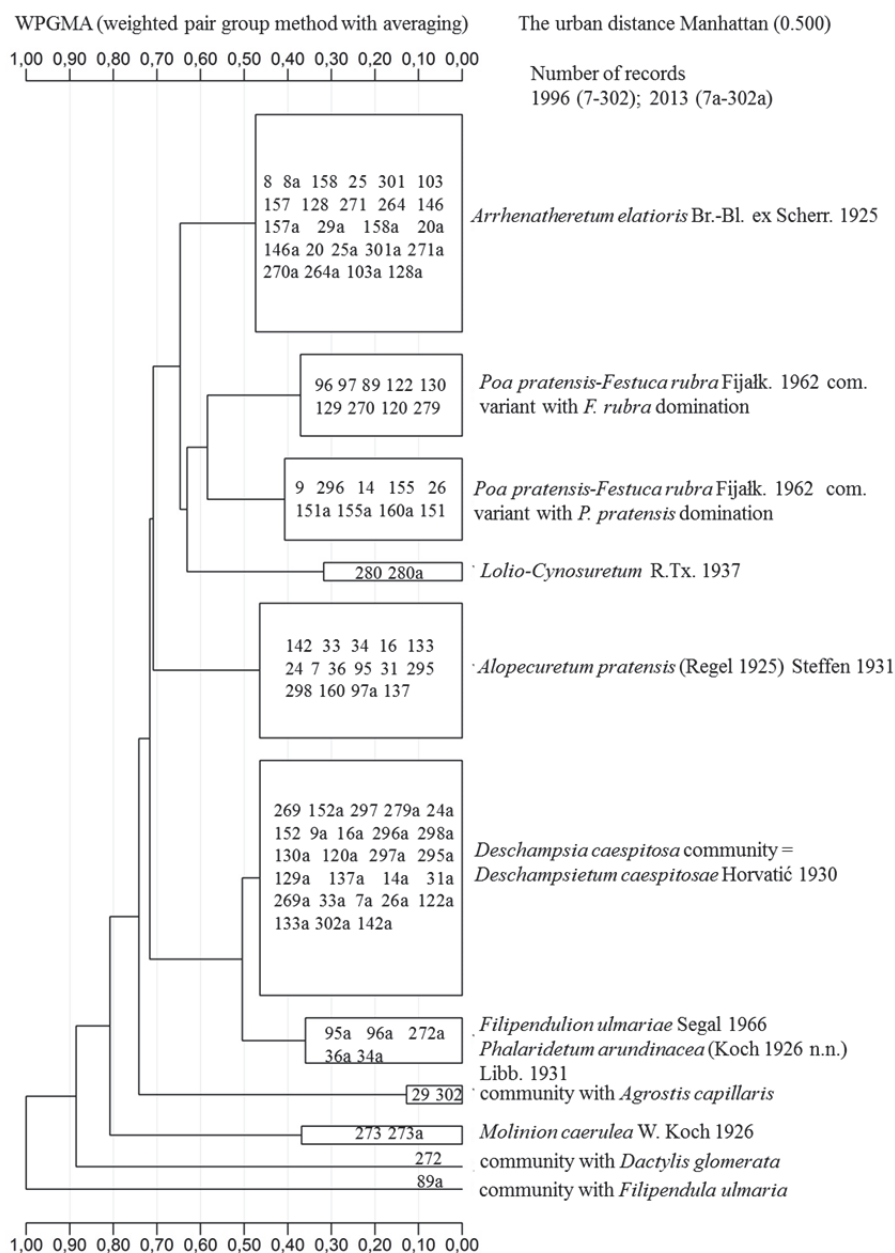 WPGMA (weighted pair group method with averaging)
The urban distance Manhattan (0.500)
1,00 0,90 0,80 0,70 0,60 0,50 0,40 0,30 0,20 0,10 0,00
Number of records
1996 (7-302); 2013 (7a-302a)
8 8a 158 25 301 103
157 128 271 264 146
157a 29a 158a 20a
146a 20 25a 301a 271a
270a 264a 103a 128a
Arrhenatheretum elatioris Br.-Bl. ex Scherr. 1925
96 97 89 122 130
129 270 120 279
Poa pratensis-Festuca rubra Fijałk. 1962 com.
variant with F. rubra domination
9 296 14 155 26
151a 155a 160a 151
Poa pratensis-Festuca rubra Fijałk. 1962 com.
variant with P. pratensis domination
280 280a
Lolio-Cynosuretum R.Tx. 1937
142 33 34 16 133
24 7 36 95 31 295
298 160 97a 137
Alopecuretum pratensis (Regel 1925) Steffen 1931
269 152a 297 279a 24a
152 9a 16a 296a 298a
130a 120a 297a 295a
129a 137a 14a 31a
269a 33a 7a 26a 122a
133a 302a 142a
Deschampsia caespitosa community =
Deschampsietum caespitosae Horvatić 1930
95a 96a 272a
36a 34a
Filipendulion ulmariae Segal 1966
Phalaridetum arundinacea (Koch 1926 n.n.)
Libb. 1931
29 302
community with Agrostis capillaris
273 273a
Molinion caerulea W. Koch 1926
272
community with Dactylis glomerata
89a
community with Filipendula ulmaria
1,00 0,90 0,80 0,70 0,60 0,50 0,40 0,30 0,20 0,10 0,00